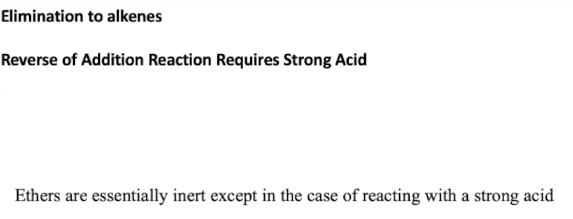 Elimination to alkenes
Reverse of Addition Reaction Requires Strong Acid
Ethers are essentially inert except in the case of reacting with a strong acid